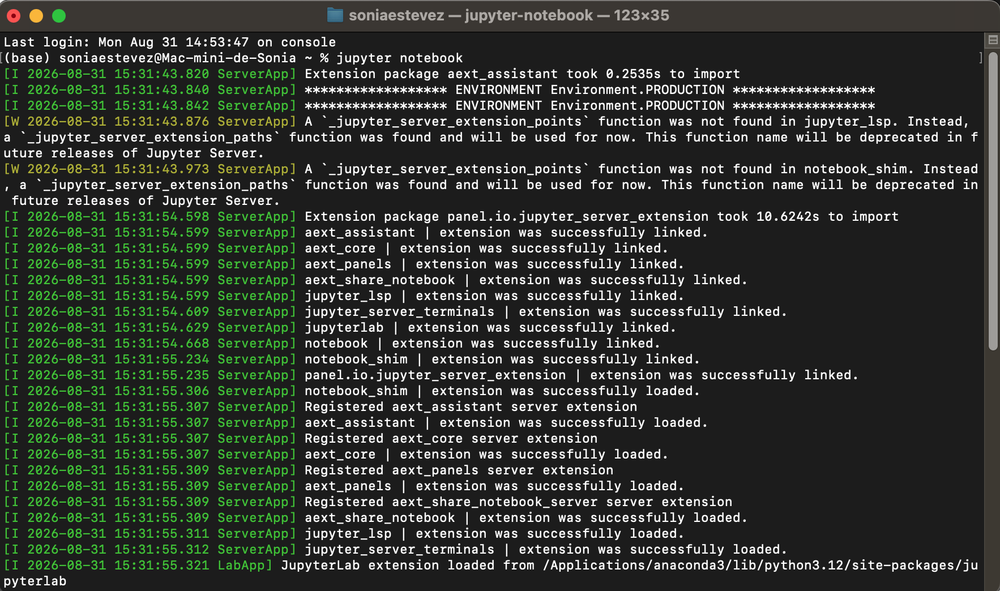 soniaestevez — jupyter-notebook — 123×35
Last login: Mon Aug 31 14:53:47 on console
[(base) soniaestevez@Mac-mini-de-Sonia ~ % jupyter notebook ]
[I 2026-08-31 15:31:43.820 ServerApp] Extension package aext_assistant took 0.2535s to import
[I 2026-08-31 15:31:43.840 ServerApp] ****************** ENVIRONMENT Environment.PRODUCTION ******************
[I 2026-08-31 15:31:43.842 ServerApp] ****************** ENVIRONMENT Environment.PRODUCTION ******************
[W 2026-08-31 15:31:43.876 ServerApp] A `_jupyter_server_extension_points` function was not found in jupyter_lsp. Instead,
a `_jupyter_server_extension_paths` function was found and will be used for now. This function name will be deprecated in f
uture releases of Jupyter Server.
[W 2026-08-31 15:31:43.973 ServerApp] A `_jupyter_server_extension_points` function was not found in notebook_shim. Instead
, a `_jupyter_server_extension_paths` function was found and will be used for now. This function name will be deprecated in
 future releases of Jupyter Server.
[I 2026-08-31 15:31:54.598 ServerApp] Extension package panel.io.jupyter_server_extension took 10.6242s to import
[I 2026-08-31 15:31:54.599 ServerApp] aext_assistant | extension was successfully linked.
[I 2026-08-31 15:31:54.599 ServerApp] aext_core | extension was successfully linked.
[I 2026-08-31 15:31:54.599 ServerApp] aext_panels | extension was successfully linked.
[I 2026-08-31 15:31:54.599 ServerApp] aext_share_notebook | extension was successfully linked.
[I 2026-08-31 15:31:54.599 ServerApp] jupyter_lsp | extension was successfully linked.
[I 2026-08-31 15:31:54.609 ServerApp] jupyter_server_terminals | extension was successfully linked.
[I 2026-08-31 15:31:54.629 ServerApp] jupyterlab | extension was successfully linked.
[I 2026-08-31 15:31:54.668 ServerApp] notebook | extension was successfully linked.
[I 2026-08-31 15:31:55.234 ServerApp] notebook_shim | extension was successfully linked.
[I 2026-08-31 15:31:55.235 ServerApp] panel.io.jupyter_server_extension | extension was successfully linked.
[I 2026-08-31 15:31:55.306 ServerApp] notebook_shim | extension was successfully loaded.
[I 2026-08-31 15:31:55.307 ServerApp] Registered aext_assistant server extension
[I 2026-08-31 15:31:55.307 ServerApp] aext_assistant | extension was successfully loaded.
[I 2026-08-31 15:31:55.307 ServerApp] Registered aext_core server extension
[I 2026-08-31 15:31:55.307 ServerApp] aext_core | extension was successfully loaded.
[I 2026-08-31 15:31:55.309 ServerApp] Registered aext_panels server extension
[I 2026-08-31 15:31:55.309 ServerApp] aext_panels | extension was successfully loaded.
[I 2026-08-31 15:31:55.309 ServerApp] Registered aext_share_notebook_server server extension
[I 2026-08-31 15:31:55.309 ServerApp] aext_share_notebook | extension was successfully loaded.
[I 2026-08-31 15:31:55.311 ServerApp] jupyter_lsp | extension was successfully loaded.
[I 2026-08-31 15:31:55.312 ServerApp] jupyter_server_terminals | extension was successfully loaded.
[I 2026-08-31 15:31:55.321 LabApp] JupyterLab extension loaded from /Applications/anaconda3/lib/python3.12/site-packages/ju
pyterlab